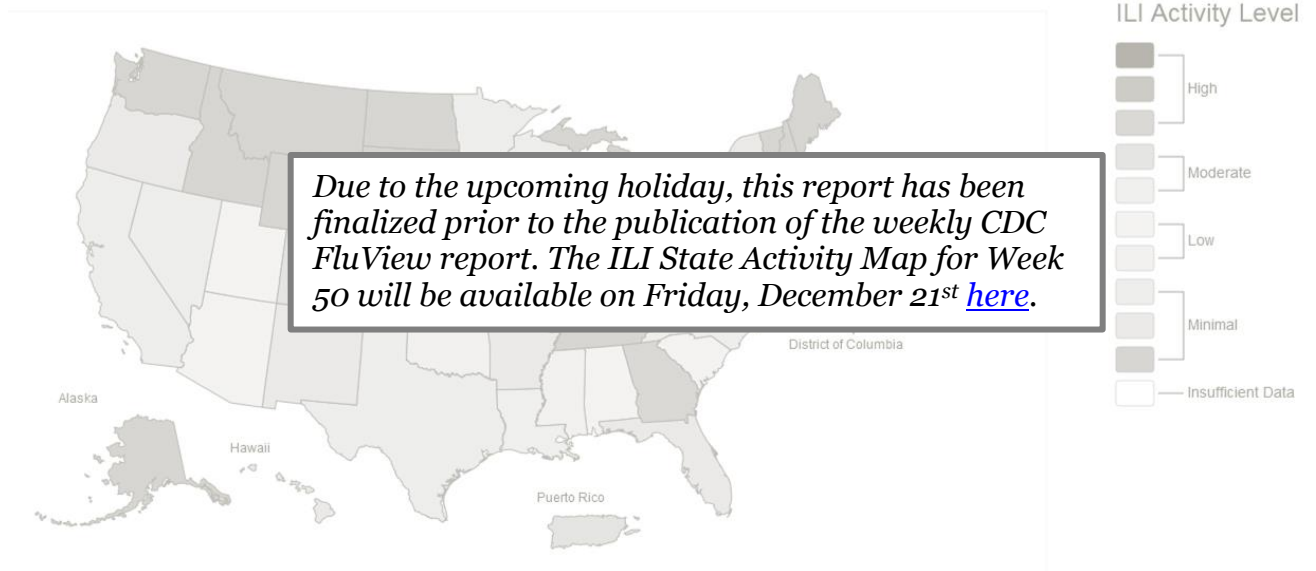 ILI Activity Level
High
Moderate
Low
Minimal
Insufficient Data
Due to the upcoming holiday, this report has been
finalized prior to the publication of the weekly CDC
FluView report. The ILI State Activity Map for Week
50 will be available on Friday, December 21st here.
District of Columbia
Alaska
Hawaii
Puerto Rico